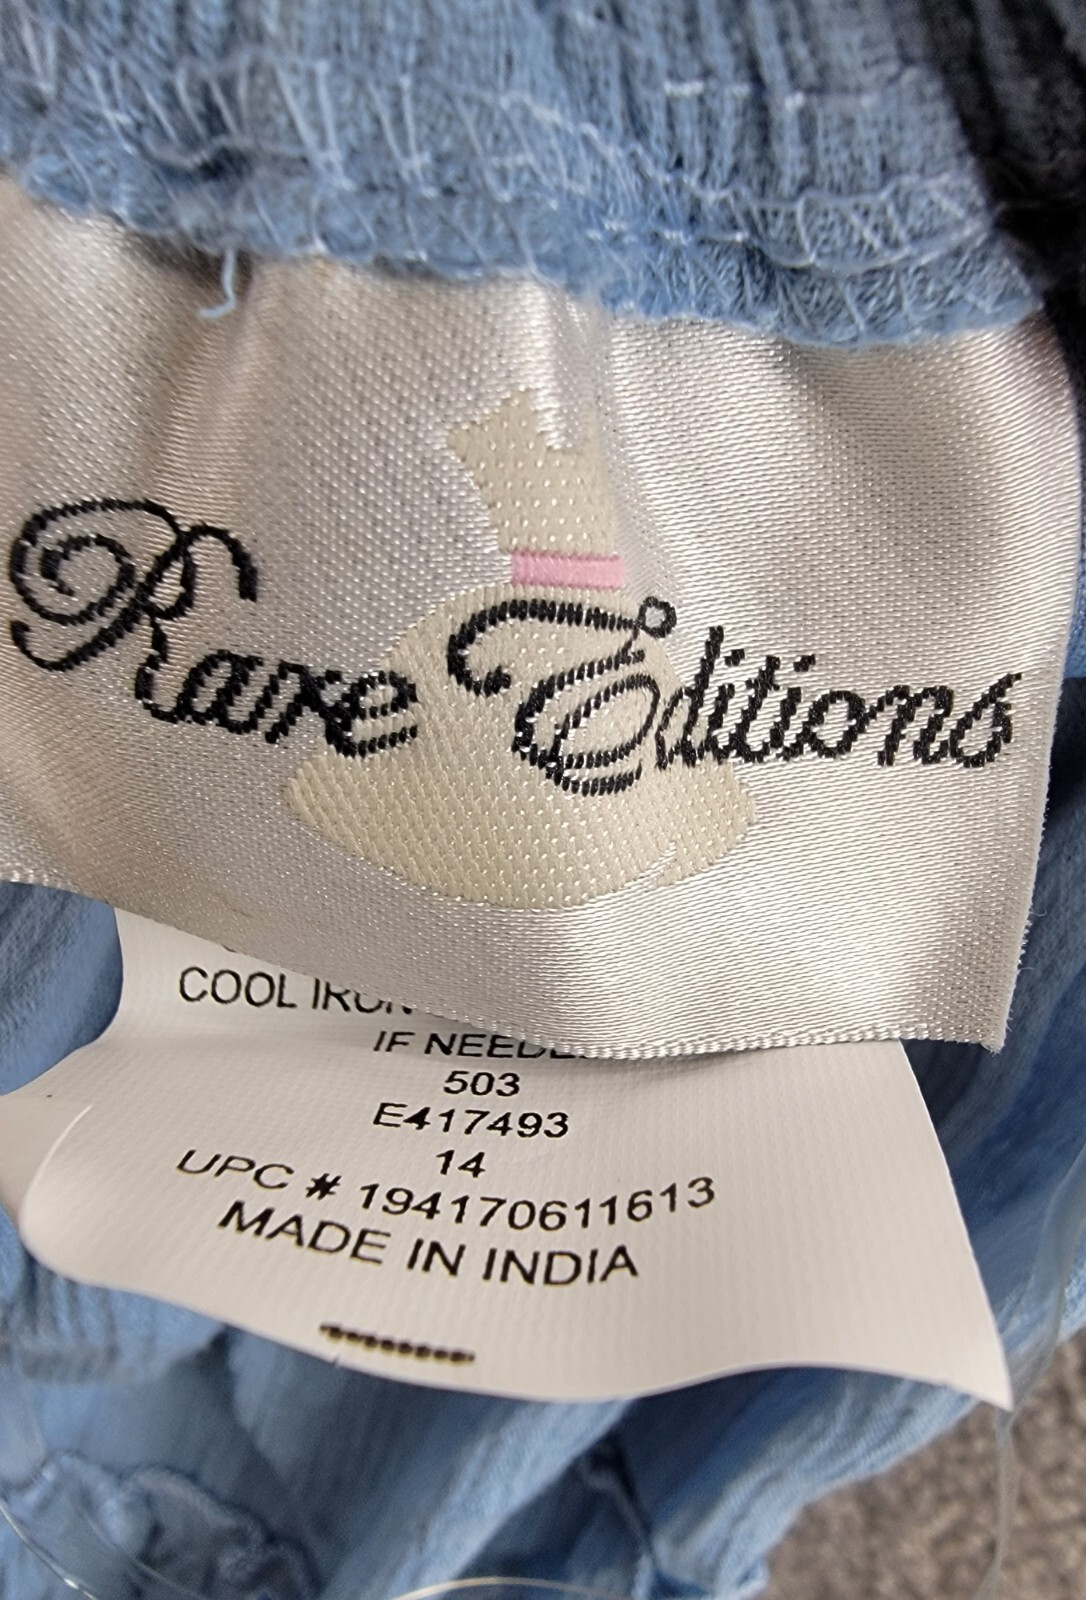 Rare Editions
COOL IRON
IF NEEDED
503
E417493
14
UPC # 194170611613
MADE IN INDIA